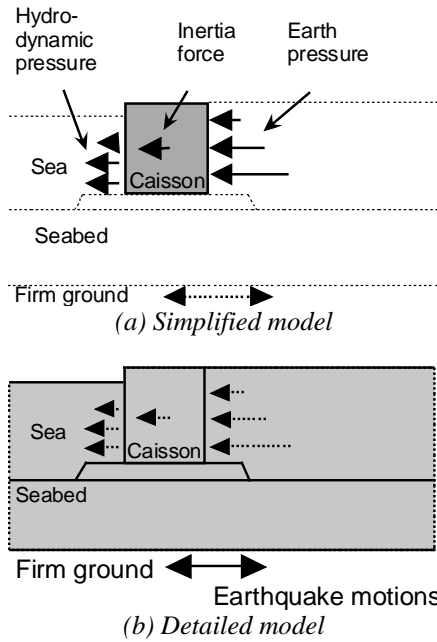 Hydro-
dynamic
pressure
Inertia
force
Earth
pressure
Sea
Caisson
Seabed
Firm ground
(a) Simplified model
Sea
Caisson
Seabed
Firm ground
Earthquake motions
(b) Detailed model